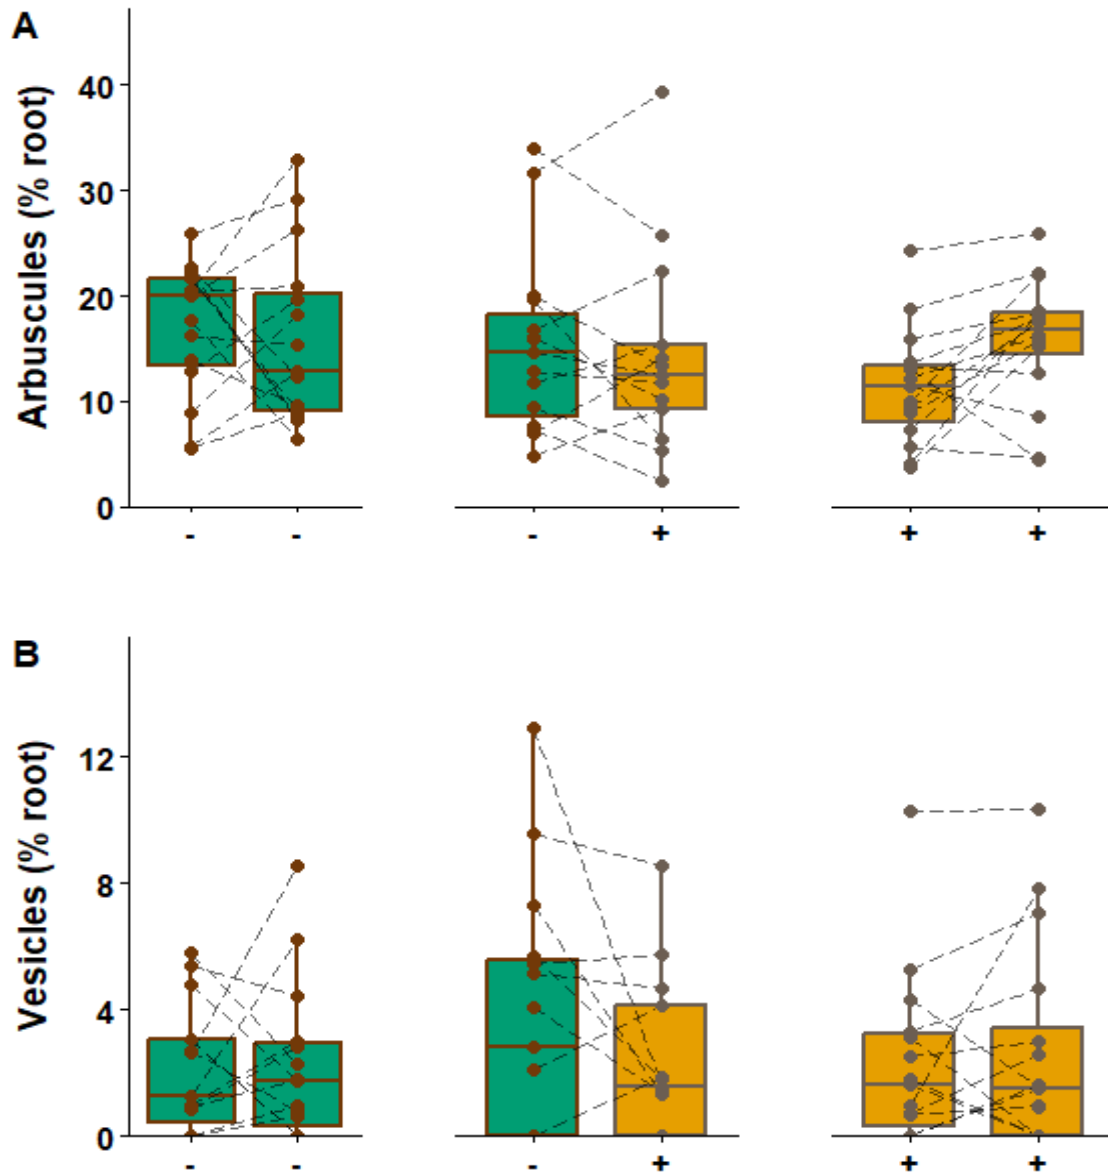 A
Arbuscules (% root)
40
30
20
10
0
- - - + + +
B
Vesicles (% root)
12
8
4
0
- - - + + +